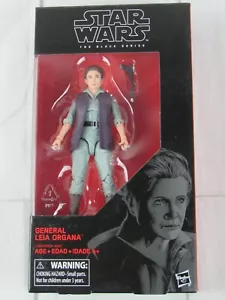 STAR WARS
THE BLACK SERIES
GENERAL
LEIA ORGANA
AGE • EDAD • IDADE 4+
WARNING:
CHOKING HAZARD - Small parts.
Not for children under 3 years.
Hasbro